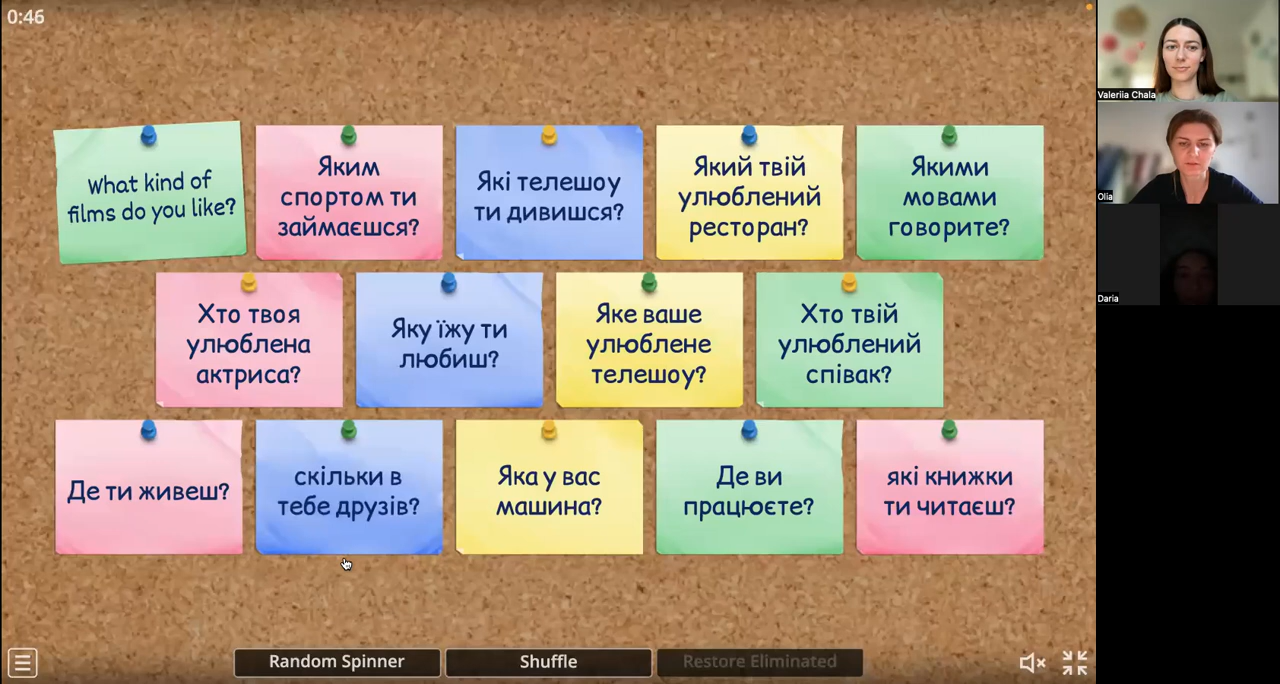 0:46
What kind of
films do you like?
Яким
спортом ти
займаєшся?
Які телешоу
ти дивишся?
Який твій
улюблений
ресторан?
Якими
мовами
говорите?
Хто твоя
улюблена
актриса?
Яку їжу ти
любиш?
Яке ваше
улюблене
телешоу?
Хто твій
улюблений
співак?
Де ти живеш?
скільки в
тебе друзів?
Яка у вас
машина?
Де ви
працюєте?
які книжки
ти читаєш?
Random Spinner
Shuffle
Restore Eliminated
Valeriia Chala
Olia
Daria